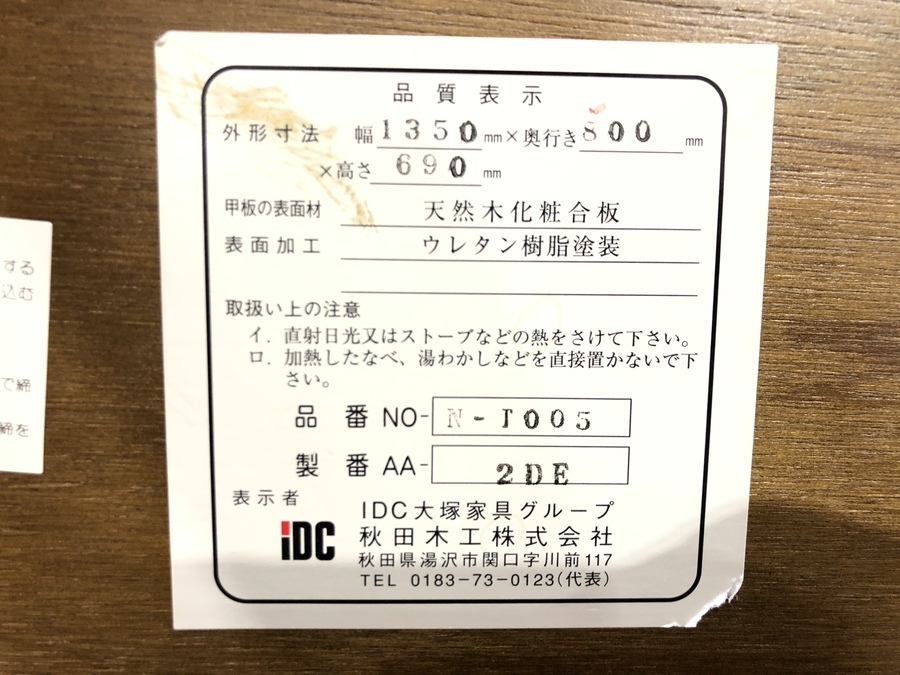 品質表示
外形寸法 幅1350mm×奥行き800mm
×高さ690mm
甲板の表面材 天然木化粧合板
表面加工 ウレタン樹脂塗装
取扱い上の注意
イ. 直射日光又はストーブなどの熱をさけて下さい。
ロ. 加熱したなべ、湯わかしなどを直接置かないで下
さい。
品番 NO-N-T005
製番 AA-2DE
表示者
iDC
IDC大塚家具グループ
秋田木工株式会社
秋田県湯沢市関口字川前117
TEL 0183-73-0123(代表)
する
込む
で締
締を